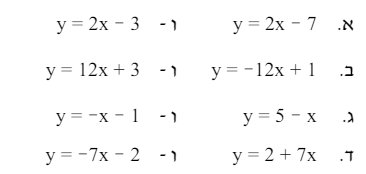 א. y = 2x − 7 ו - y = 2x − 3
ב. y = −12x + 1 ו - y = 12x + 3
ג. y = 5 − x ו - y = −x − 1
ד. y = 2 + 7x ו - y = −7x − 2